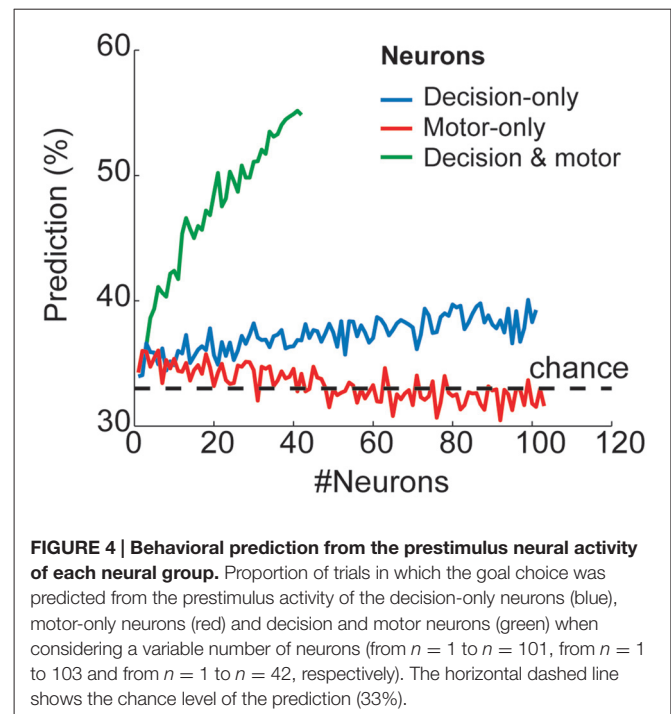 60
50
40
30
Prediction (%)
Neurons
Decision-only
Motor-only
Decision & motor
chance
0 20 40 60 80 100 120
#Neurons
FIGURE 4 | Behavioral prediction from the prestimulus neural activity
of each neural group. Proportion of trials in which the goal choice was
predicted from the prestimulus activity of the decision-only neurons (blue),
motor-only neurons (red) and decision and motor neurons (green) when
considering a variable number of neurons (from n = 1 to n = 101, from n = 1
to 103 and from n = 1 to n = 42, respectively). The horizontal dashed line
shows the chance level of the prediction (33%).